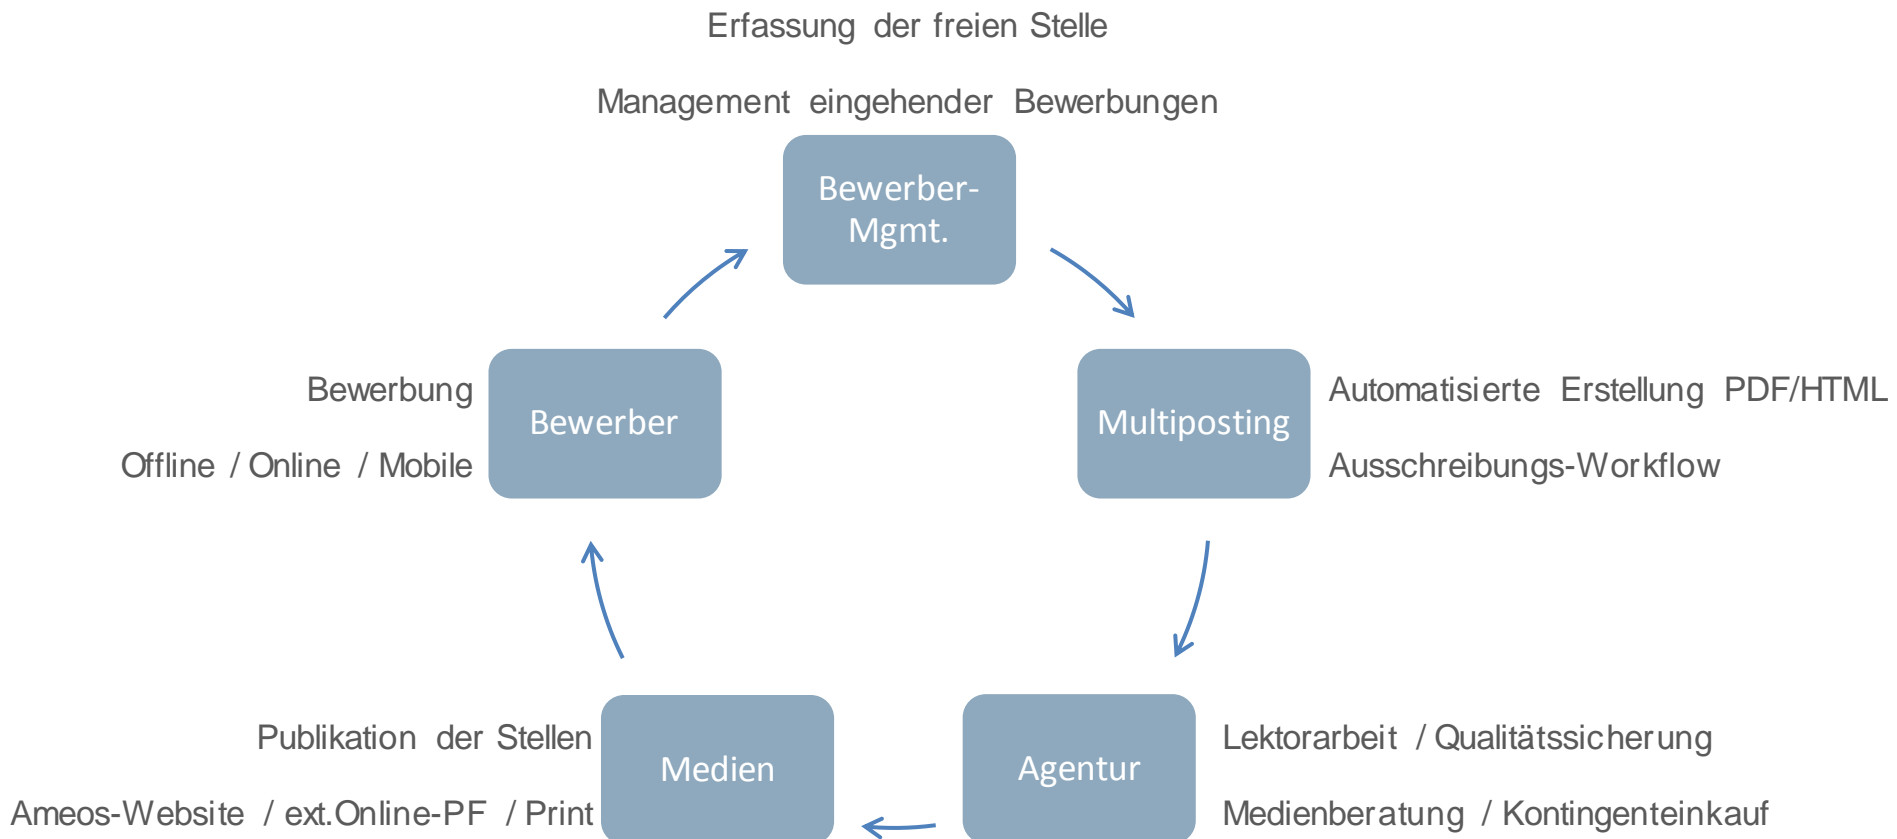 Erfassung der freien Stelle
Management eingehender Bewerbungen
Bewerber-
Mgmt.
Bewerbung
Offline / Online / Mobile
Bewerber
Multiposting
Automatisierte Erstellung PDF/HTML
Ausschreibungs-Workflow
Publikation der Stellen
Ameos-Website / ext.Online-PF / Print
Medien
Agentur
Lektorarbeit / Qualitätssicherung
Medienberatung / Kontingenteinkauf